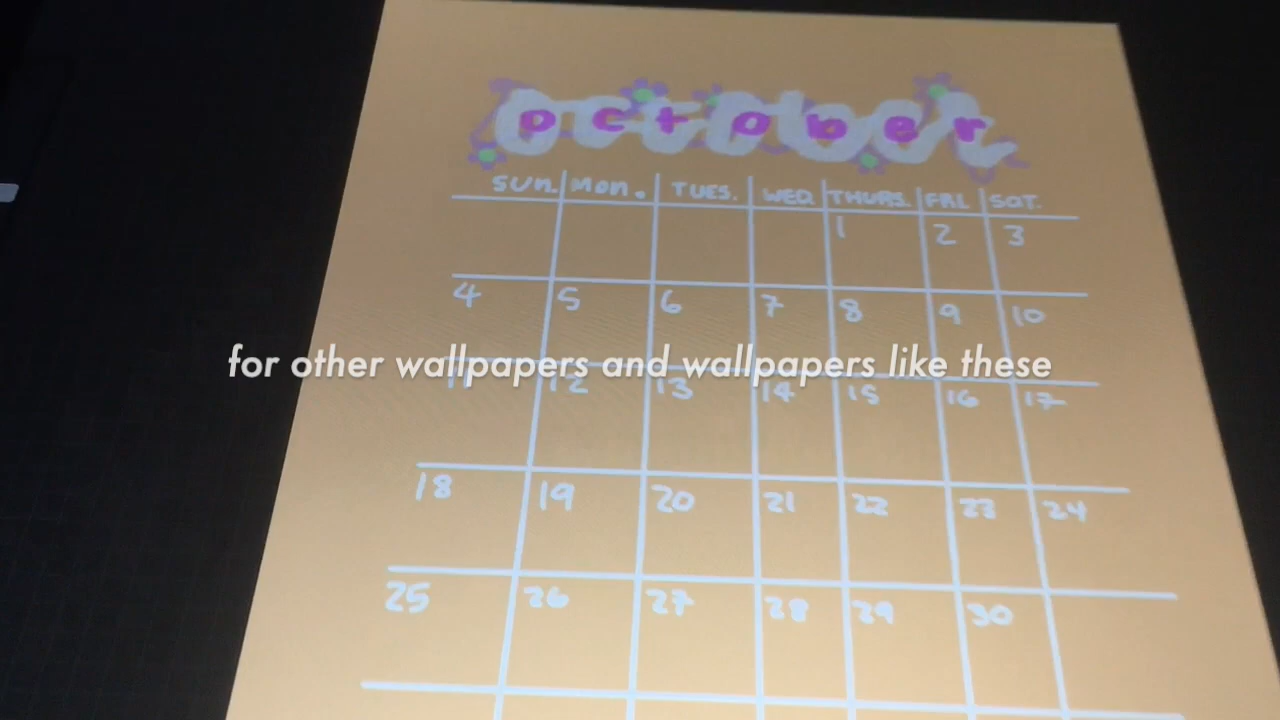 october
SUN. MON. TUES. WED. THURS. FRI. SAT.
1 2 3
4 5 6 7 8 9 10
for other wallpapers and wallpapers like these
11 12 13 14 15 16 17
18 19 20 21 22 23 24
25 26 27 28 29 30